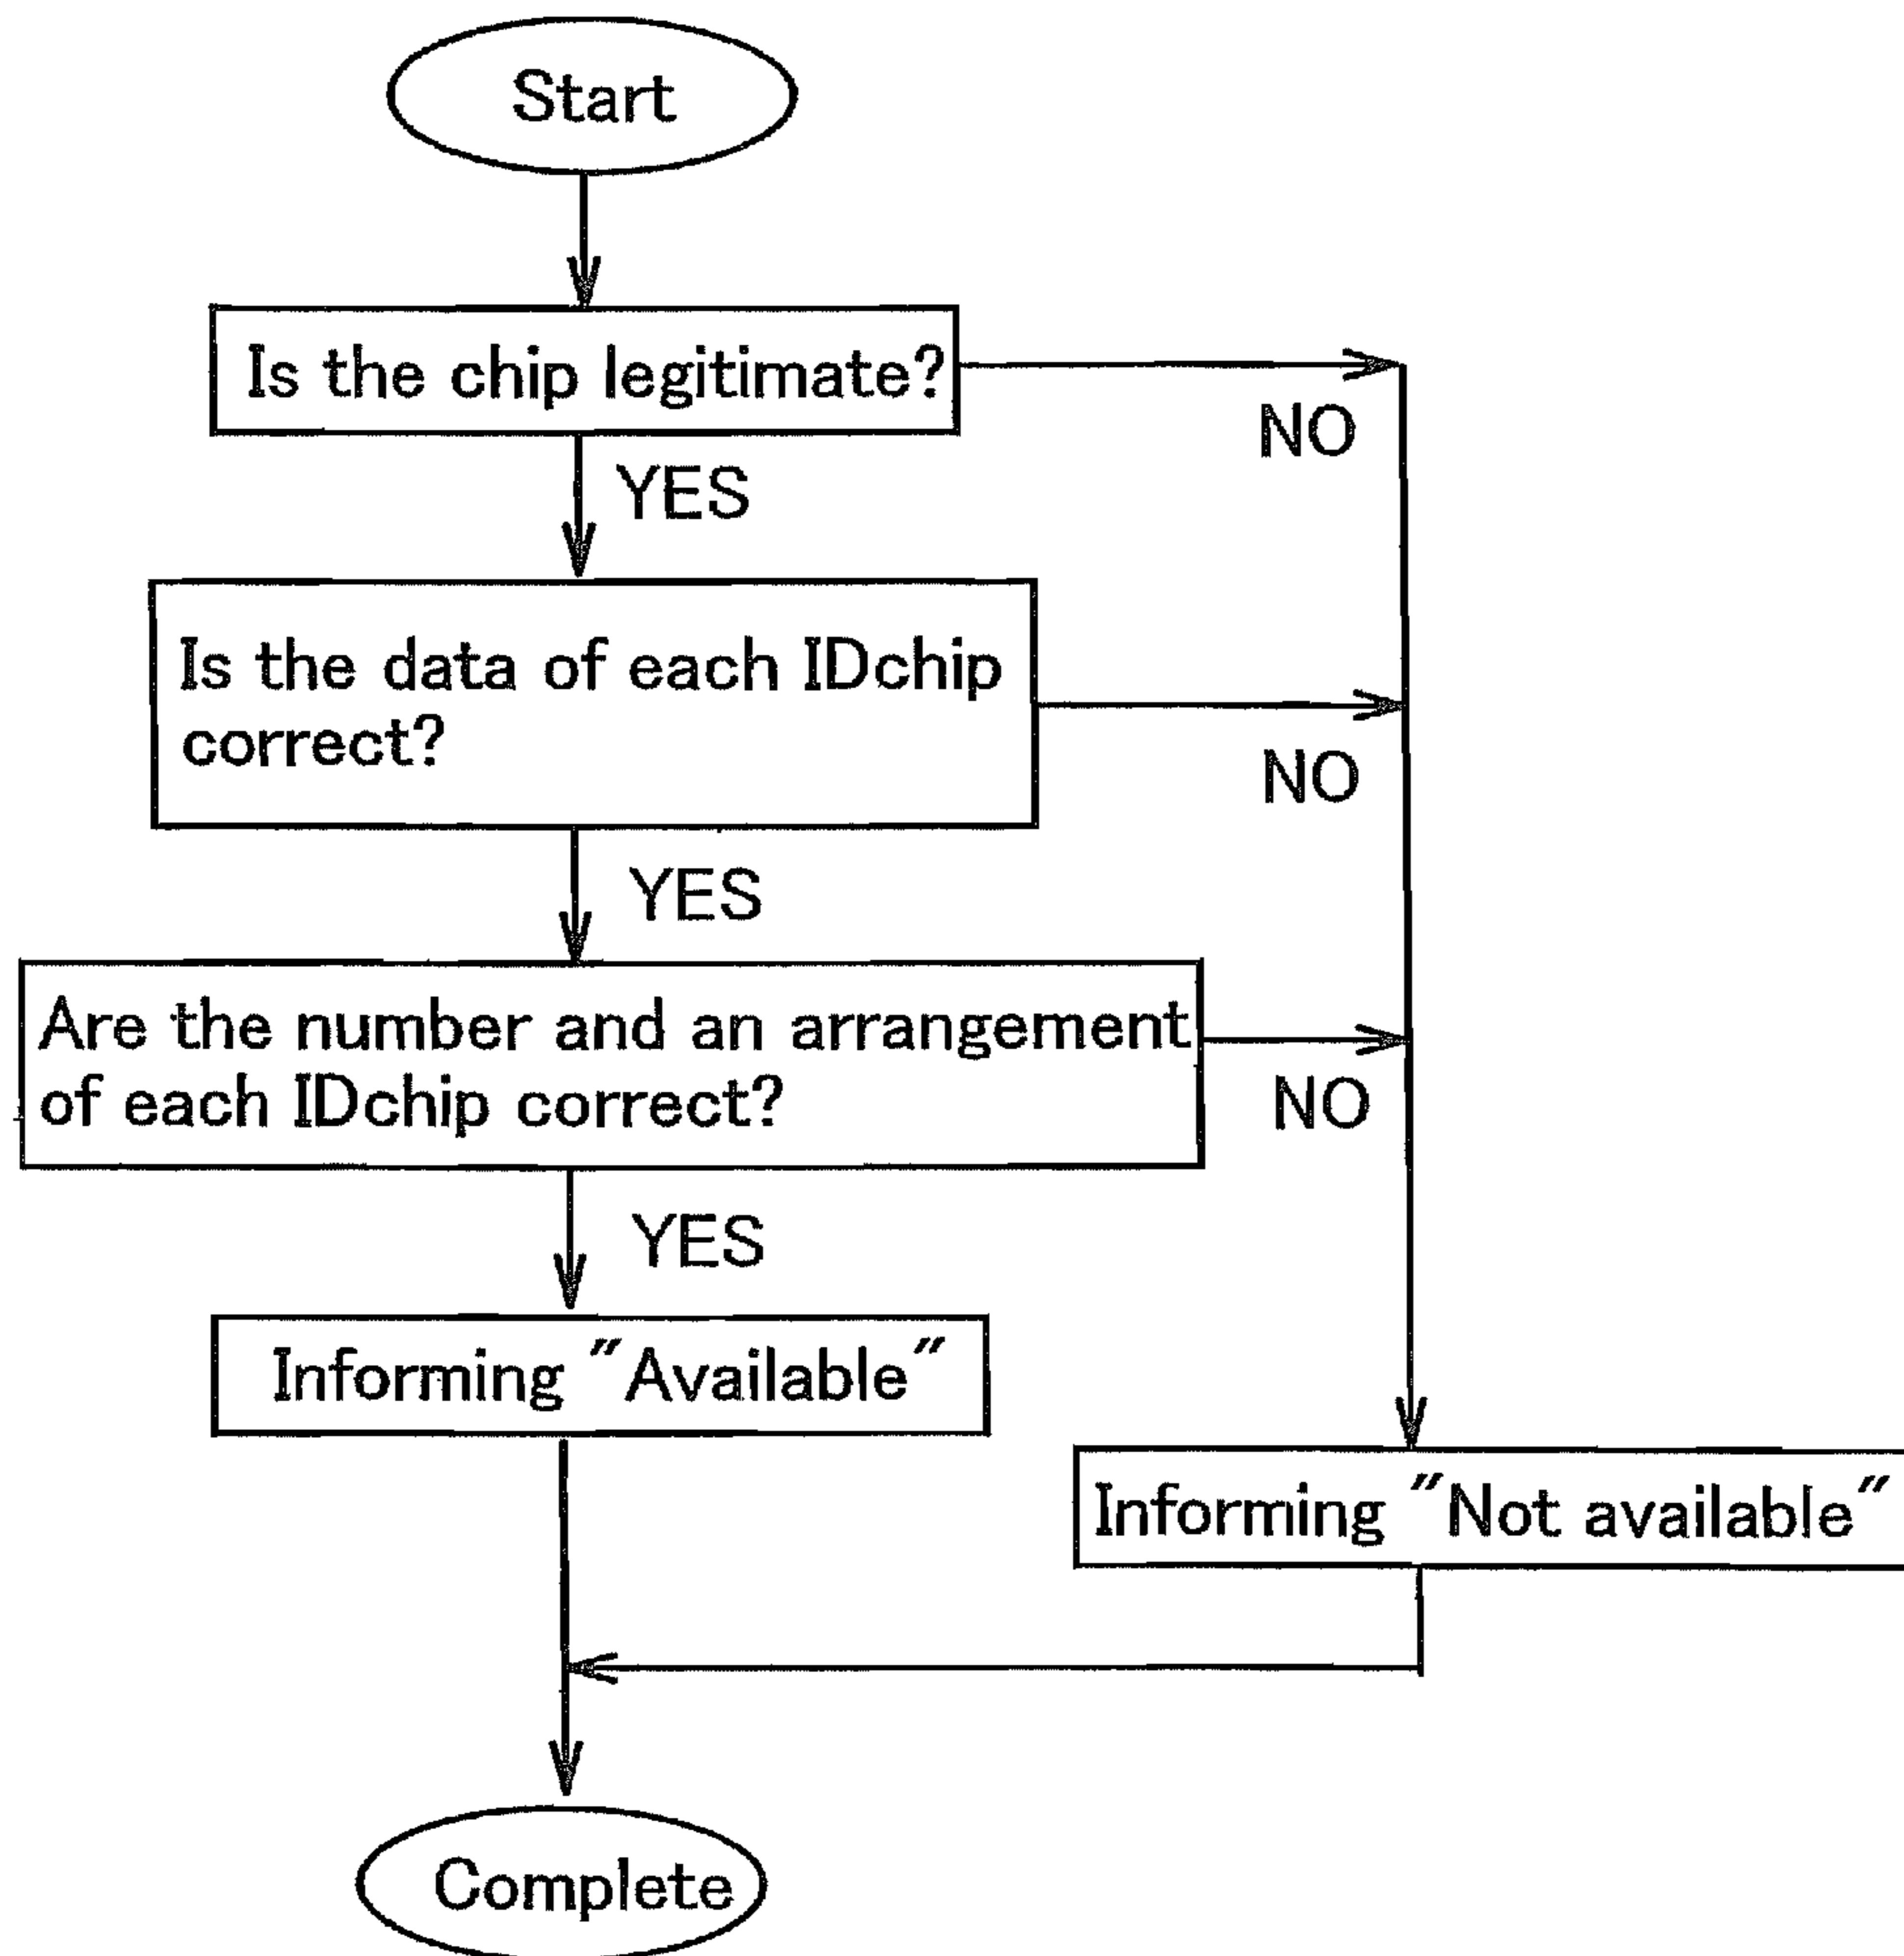 Start
Is the chip legitimate?
NO
YES
Is the data of each IDchip
correct?
NO
YES
Are the number and an arrangement
of each IDchip correct?
NO
YES
Informing "Available"
Informing "Not available"
Complete